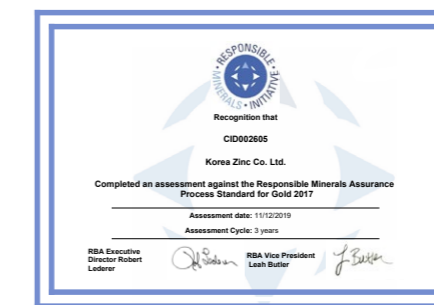 RESPONSIBLE
MINERALS • INITIATIVE
Recognition that
CID002605
Korea Zinc Co. Ltd.
Completed an assessment against the Responsible Minerals Assurance
Process Standard for Gold 2017
Assessment date: 11/12/2019
Assessment Cycle: 3 years
RBA Executive
Director Robert
Lederer
RBA Vice President
Leah Butler